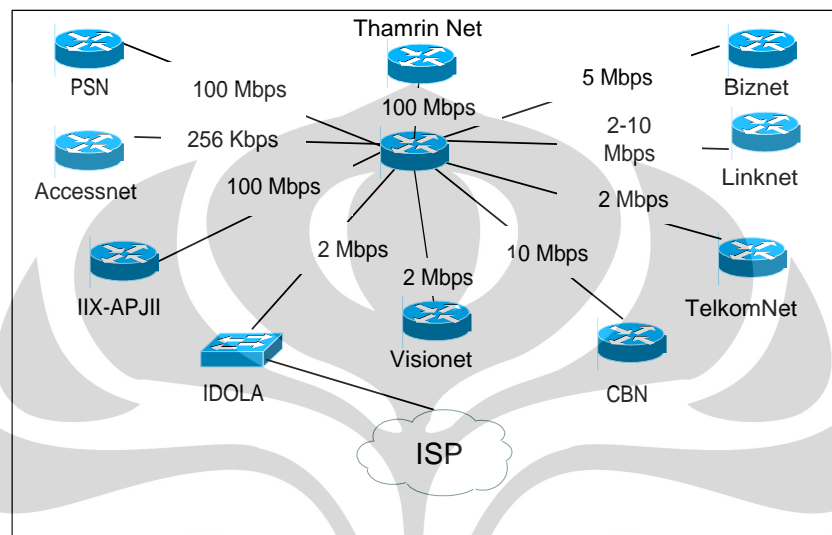 Thamrin Net
PSN
Biznet
100 Mbps
5 Mbps
100 Mbps
Accessnet
256 Kbps
2-10
Mbps
Linknet
100 Mbps
2 Mbps
IIX-APJII
2 Mbps
2 Mbps
10 Mbps
TelkomNet
IDOLA
Visionet
CBN
ISP